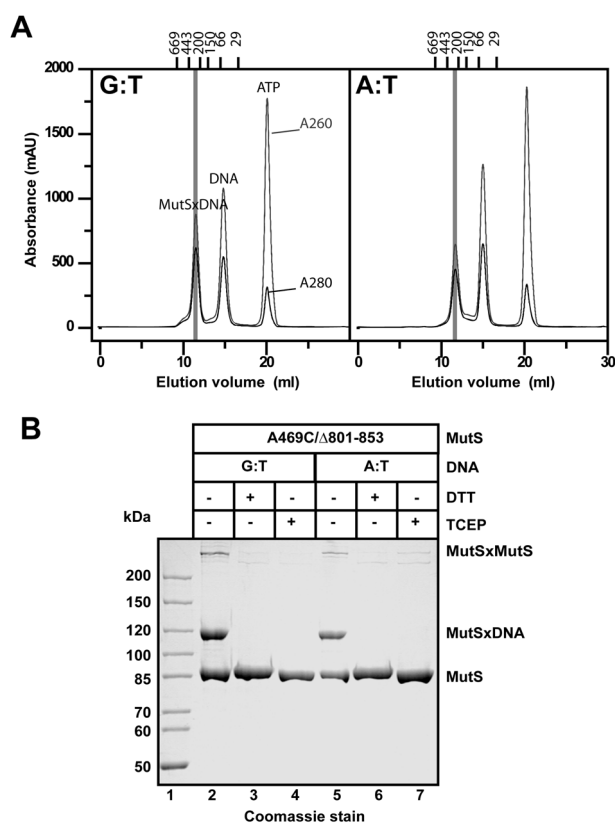 A
669 443 200 150 66 29
669 443 200 150 66 29
G:T
A:T
ATP
A260
DNA
MutSxDNA
A280
Absorbance (mAU)
2000
1500
1000
500
0
0 10 20
0 10 20 30
Elution volume (ml)
Elution volume (ml)
B
A469C/Δ801-853 MutS
G:T A:T DNA
- + - - + - DTT
- - + - - + TCEP
kDa
MutSxMutS
200
150
120 MutSxDNA
100
85 MutS
70
60
50
1 2 3 4 5 6 7
Coomassie stain